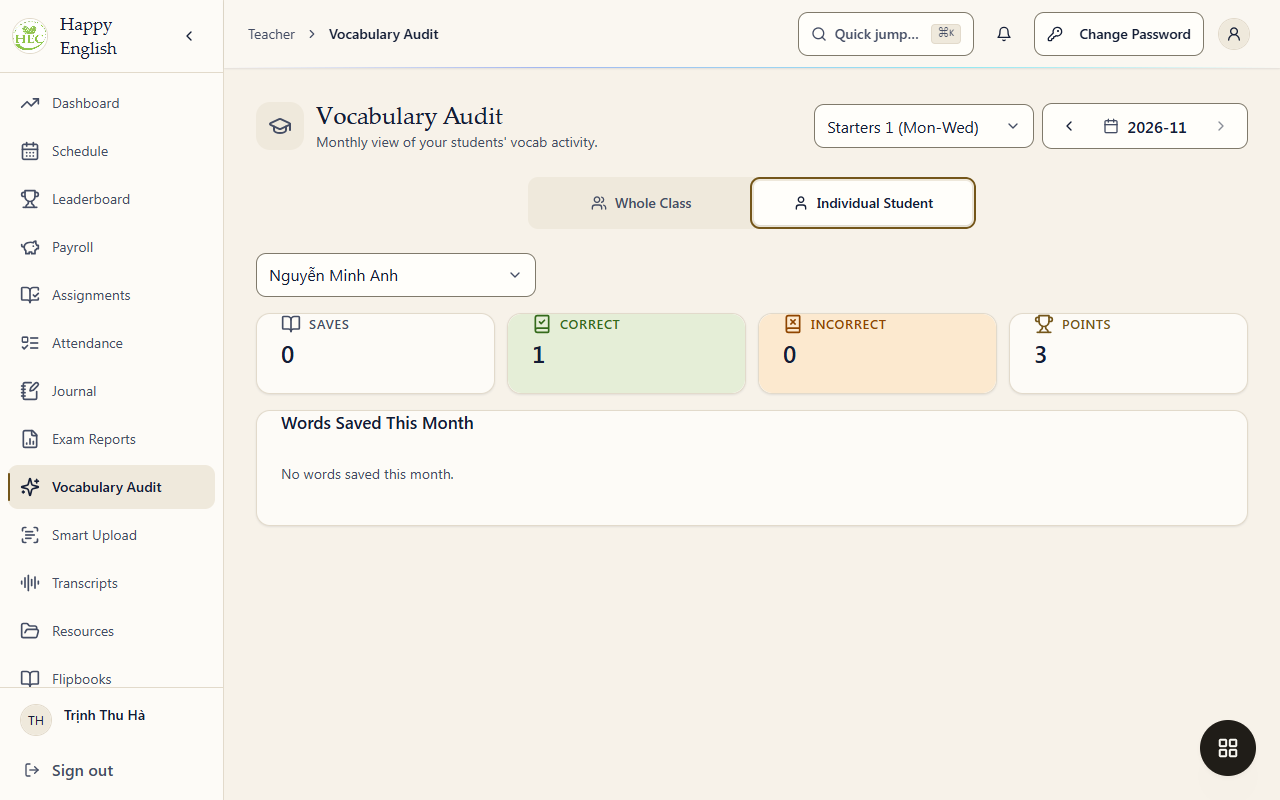 HEC
Happy
English
Teacher
Vocabulary Audit
Quick jump...
⌘K
Change Password
Dashboard
Schedule
Leaderboard
Payroll
Assignments
Attendance
Journal
Exam Reports
Vocabulary Audit
Smart Upload
Transcripts
Resources
Flipbooks
TH
Trịnh Thu Hà
Sign out
Vocabulary Audit
Monthly view of your students' vocab activity.
Starters 1 (Mon-Wed)
2026-11
Whole Class
Individual Student
Nguyễn Minh Anh
SAVES
0
CORRECT
1
INCORRECT
0
POINTS
3
Words Saved This Month
No words saved this month.